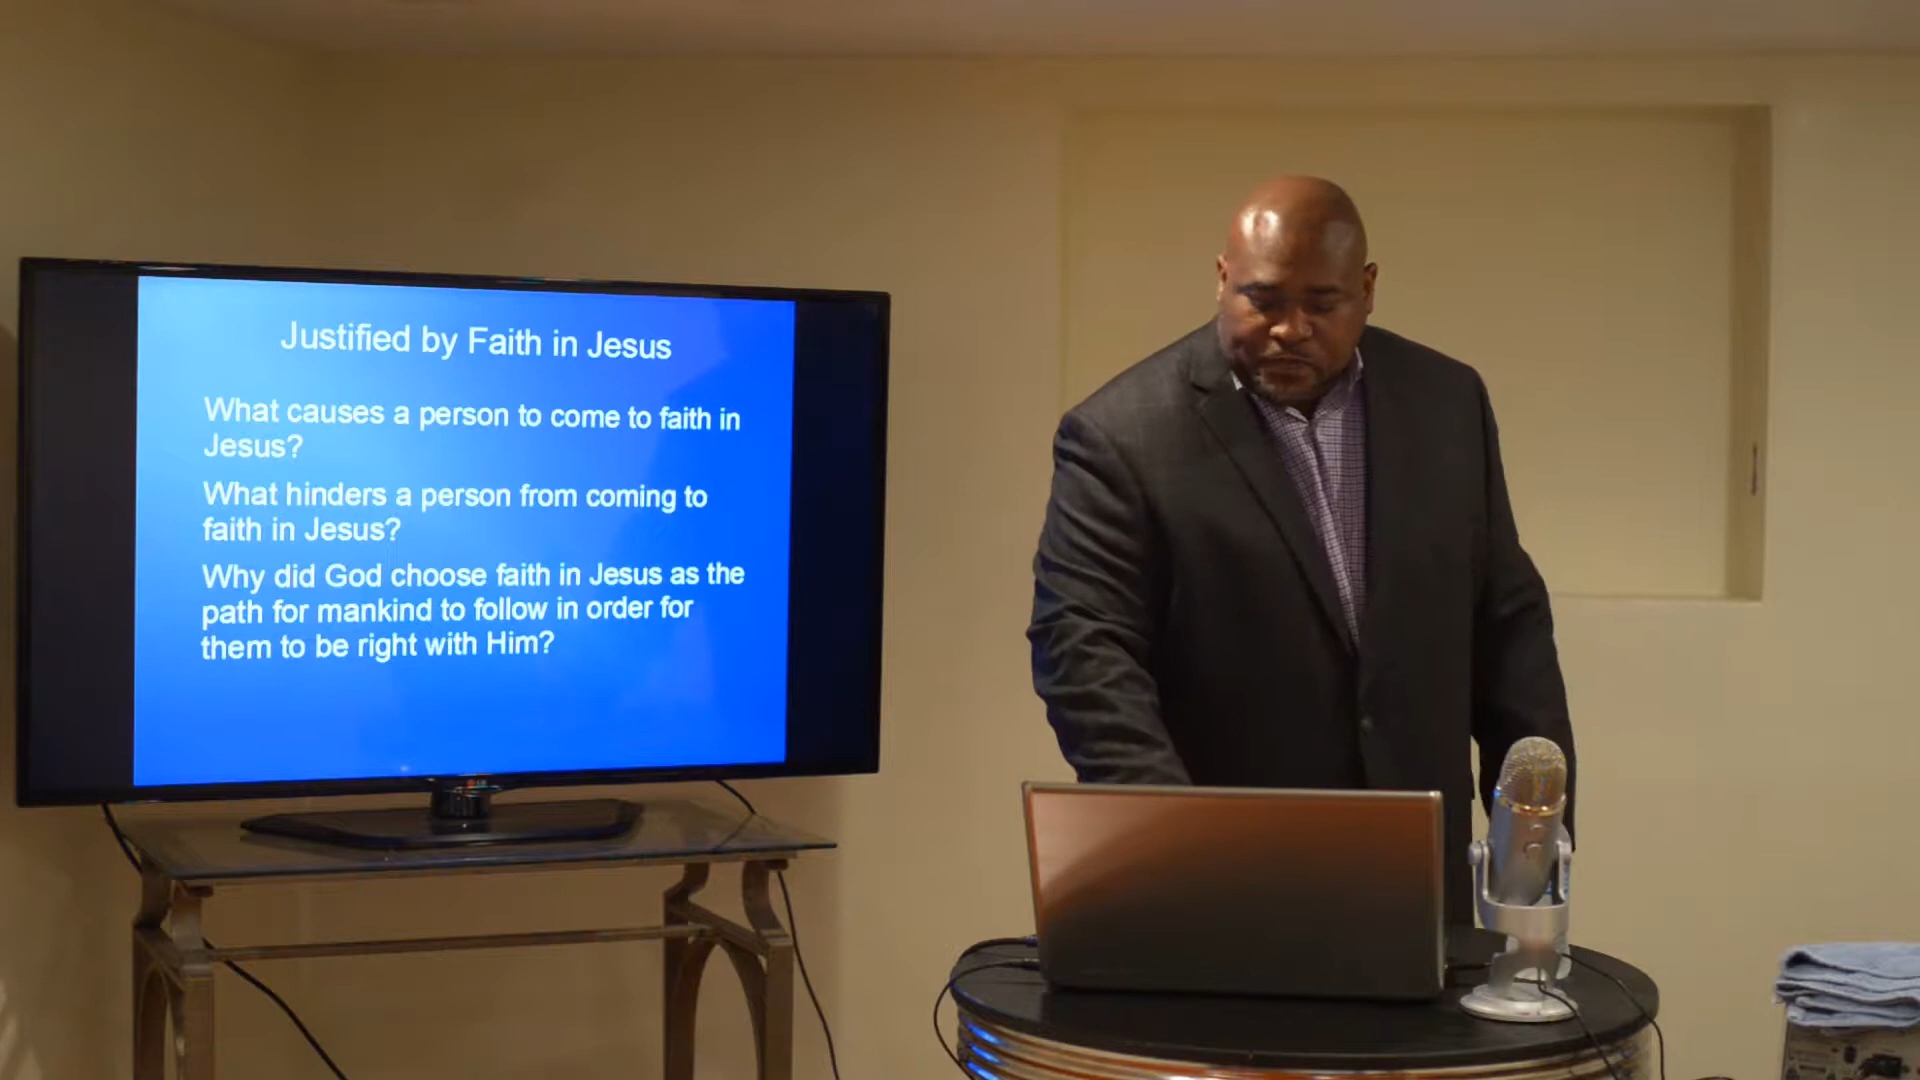 Justified by Faith in Jesus
What causes a person to come to faith in
Jesus?
What hinders a person from coming to
faith in Jesus?
Why did God choose faith in Jesus as the
path for mankind to follow in order for
them to be right with Him?
LG